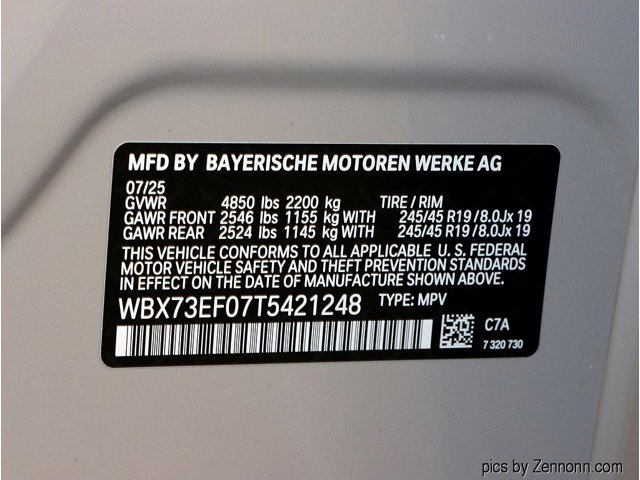 MFD BY BAYERISCHE MOTOREN WERKE AG
07/25
GVWR 4850 lbs 2200 kg TIRE / RIM
GAWR FRONT 2546 lbs 1155 kg WITH 245/45 R19 / 8.0Jx 19
GAWR REAR 2524 lbs 1145 kg WITH 245/45 R19 / 8.0Jx 19
THIS VEHICLE CONFORMS TO ALL APPLICABLE U. S. FEDERAL
MOTOR VEHICLE SAFETY AND THEFT PREVENTION STANDARDS
IN EFFECT ON THE DATE OF MANUFACTURE SHOWN ABOVE.
WBX73EF07T5421248 TYPE: MPV
C7A
7 320 730
pics by Zennonn.com